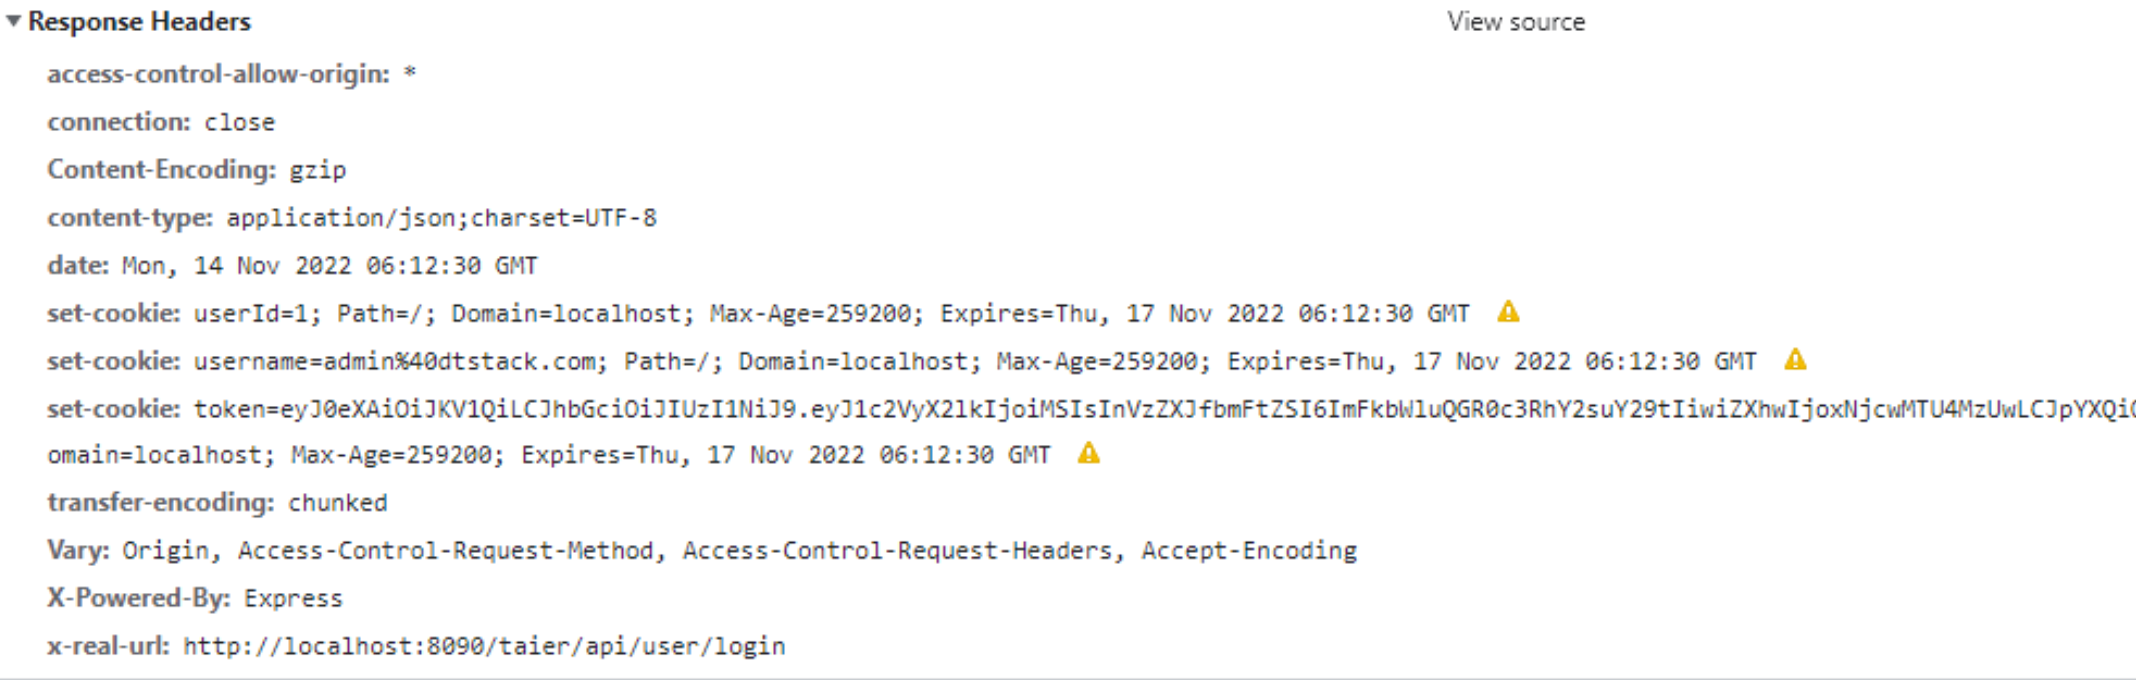 Response Headers
View source
access-control-allow-origin: *
connection: close
Content-Encoding: gzip
content-type: application/json;charset=UTF-8
date: Mon, 14 Nov 2022 06:12:30 GMT
set-cookie: userId=1; Path=/; Domain=localhost; Max-Age=259200; Expires=Thu, 17 Nov 2022 06:12:30 GMT
set-cookie: username=admin%40dtstack.com; Path=/; Domain=localhost; Max-Age=259200; Expires=Thu, 17 Nov 2022 06:12:30 GMT
set-cookie: token=eyJ0eXAiOiJKV1QiLCJhbGciOiJIUzI1NiJ9.eyJ1c2VyX2lkIjoiMSIsInVzZXJfbmFtZSI6ImFkbWluQGR0c3RhY2suY29tIiwiZXhwIjoxNjcwMTU4MzUwLCJpYXQiO
omain=localhost; Max-Age=259200; Expires=Thu, 17 Nov 2022 06:12:30 GMT
transfer-encoding: chunked
Vary: Origin, Access-Control-Request-Method, Access-Control-Request-Headers, Accept-Encoding
X-Powered-By: Express
x-real-url: http://localhost:8090/taier/api/user/login